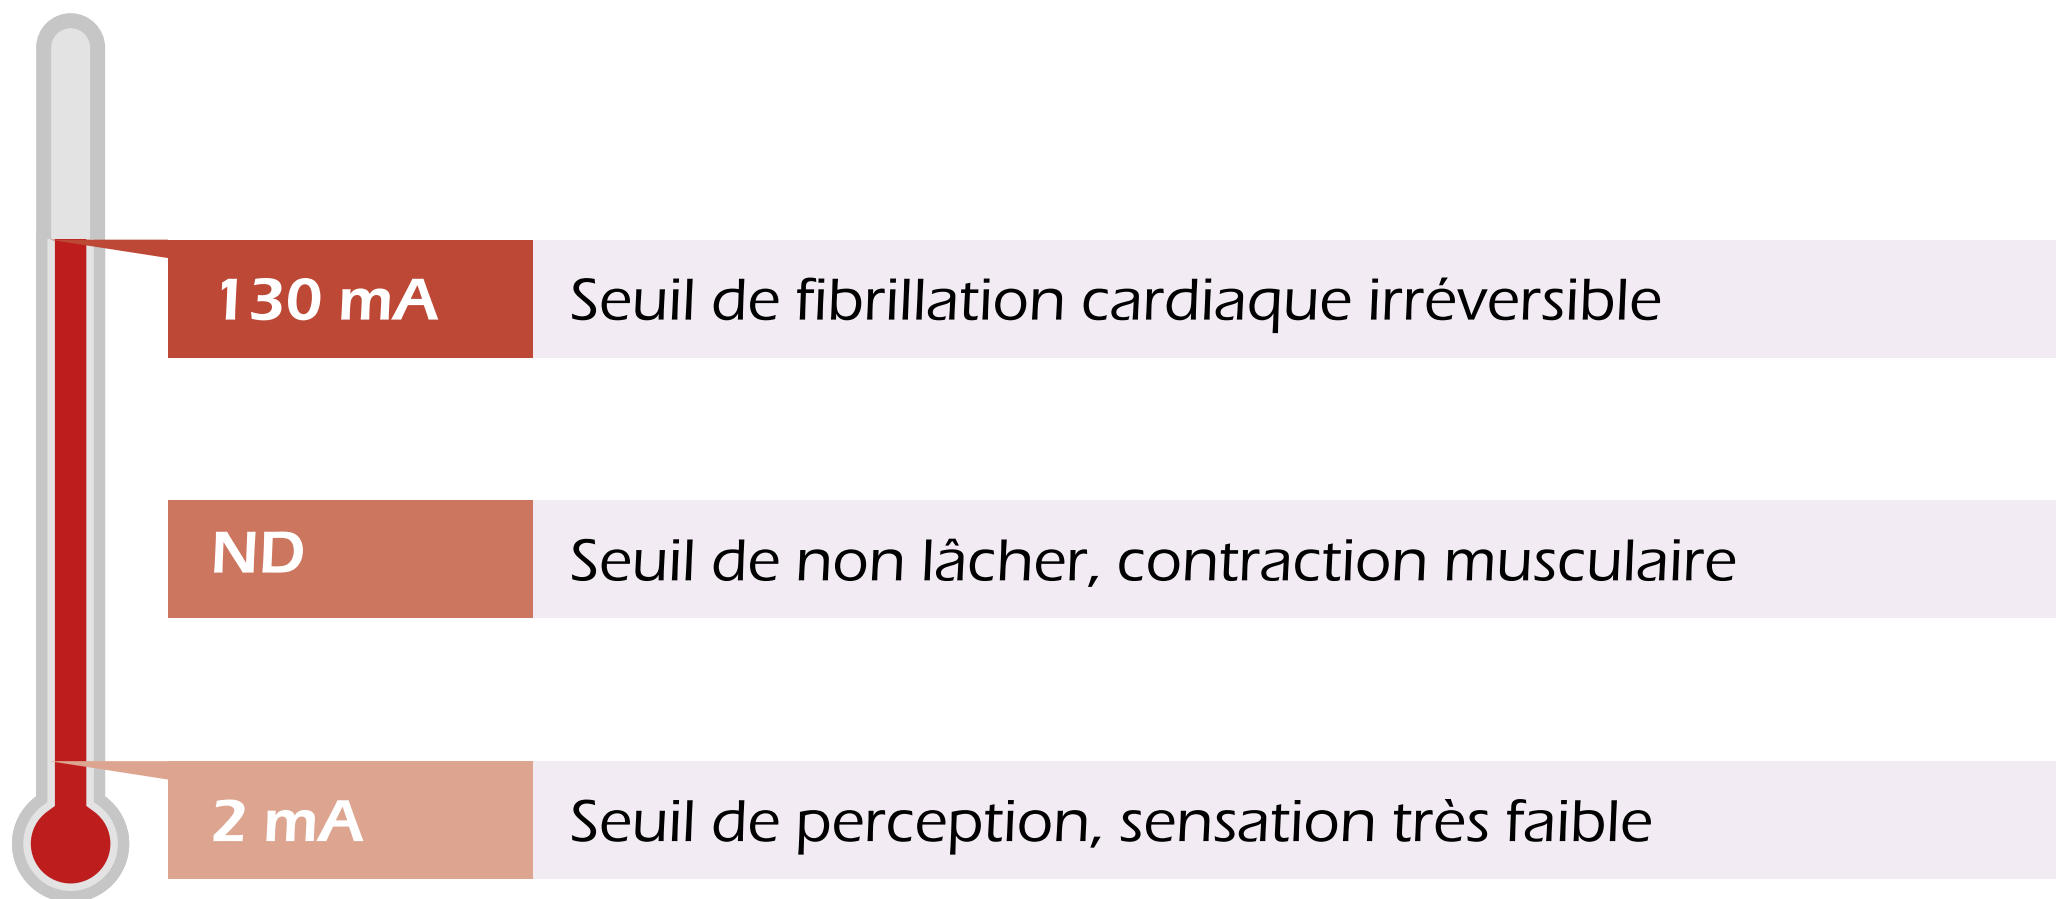 130 mA Seuil de fibrillation cardiaque irréversible
ND Seuil de non lâcher, contraction musculaire
2 mA Seuil de perception, sensation très faible